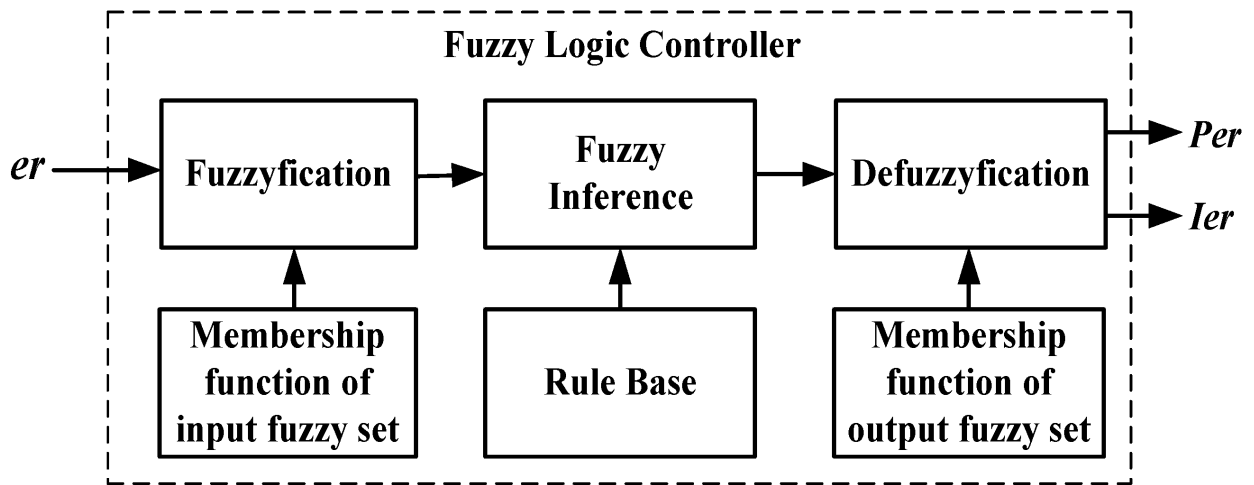 Fuzzy Logic Controller
er
Fuzzyfication
Fuzzy
Inference
Defuzzyfication
Per
Ier
Membership
function of
input fuzzy set
Rule Base
Membership
function of
output fuzzy set